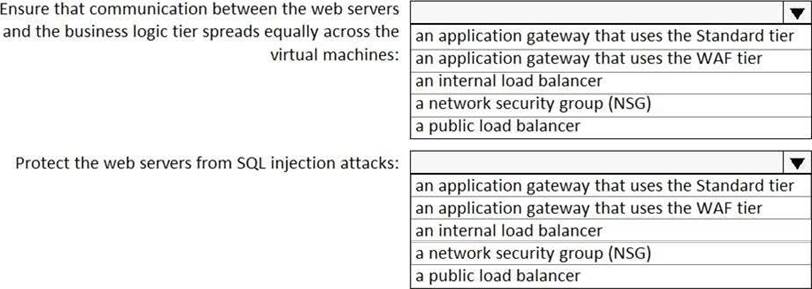 Ensure that communication between the web servers
and the business logic tier spreads equally across the
virtual machines:
an application gateway that uses the Standard tier
an application gateway that uses the WAF tier
an internal load balancer
a network security group (NSG)
a public load balancer
Protect the web servers from SQL injection attacks:
an application gateway that uses the Standard tier
an application gateway that uses the WAF tier
an internal load balancer
a network security group (NSG)
a public load balancer